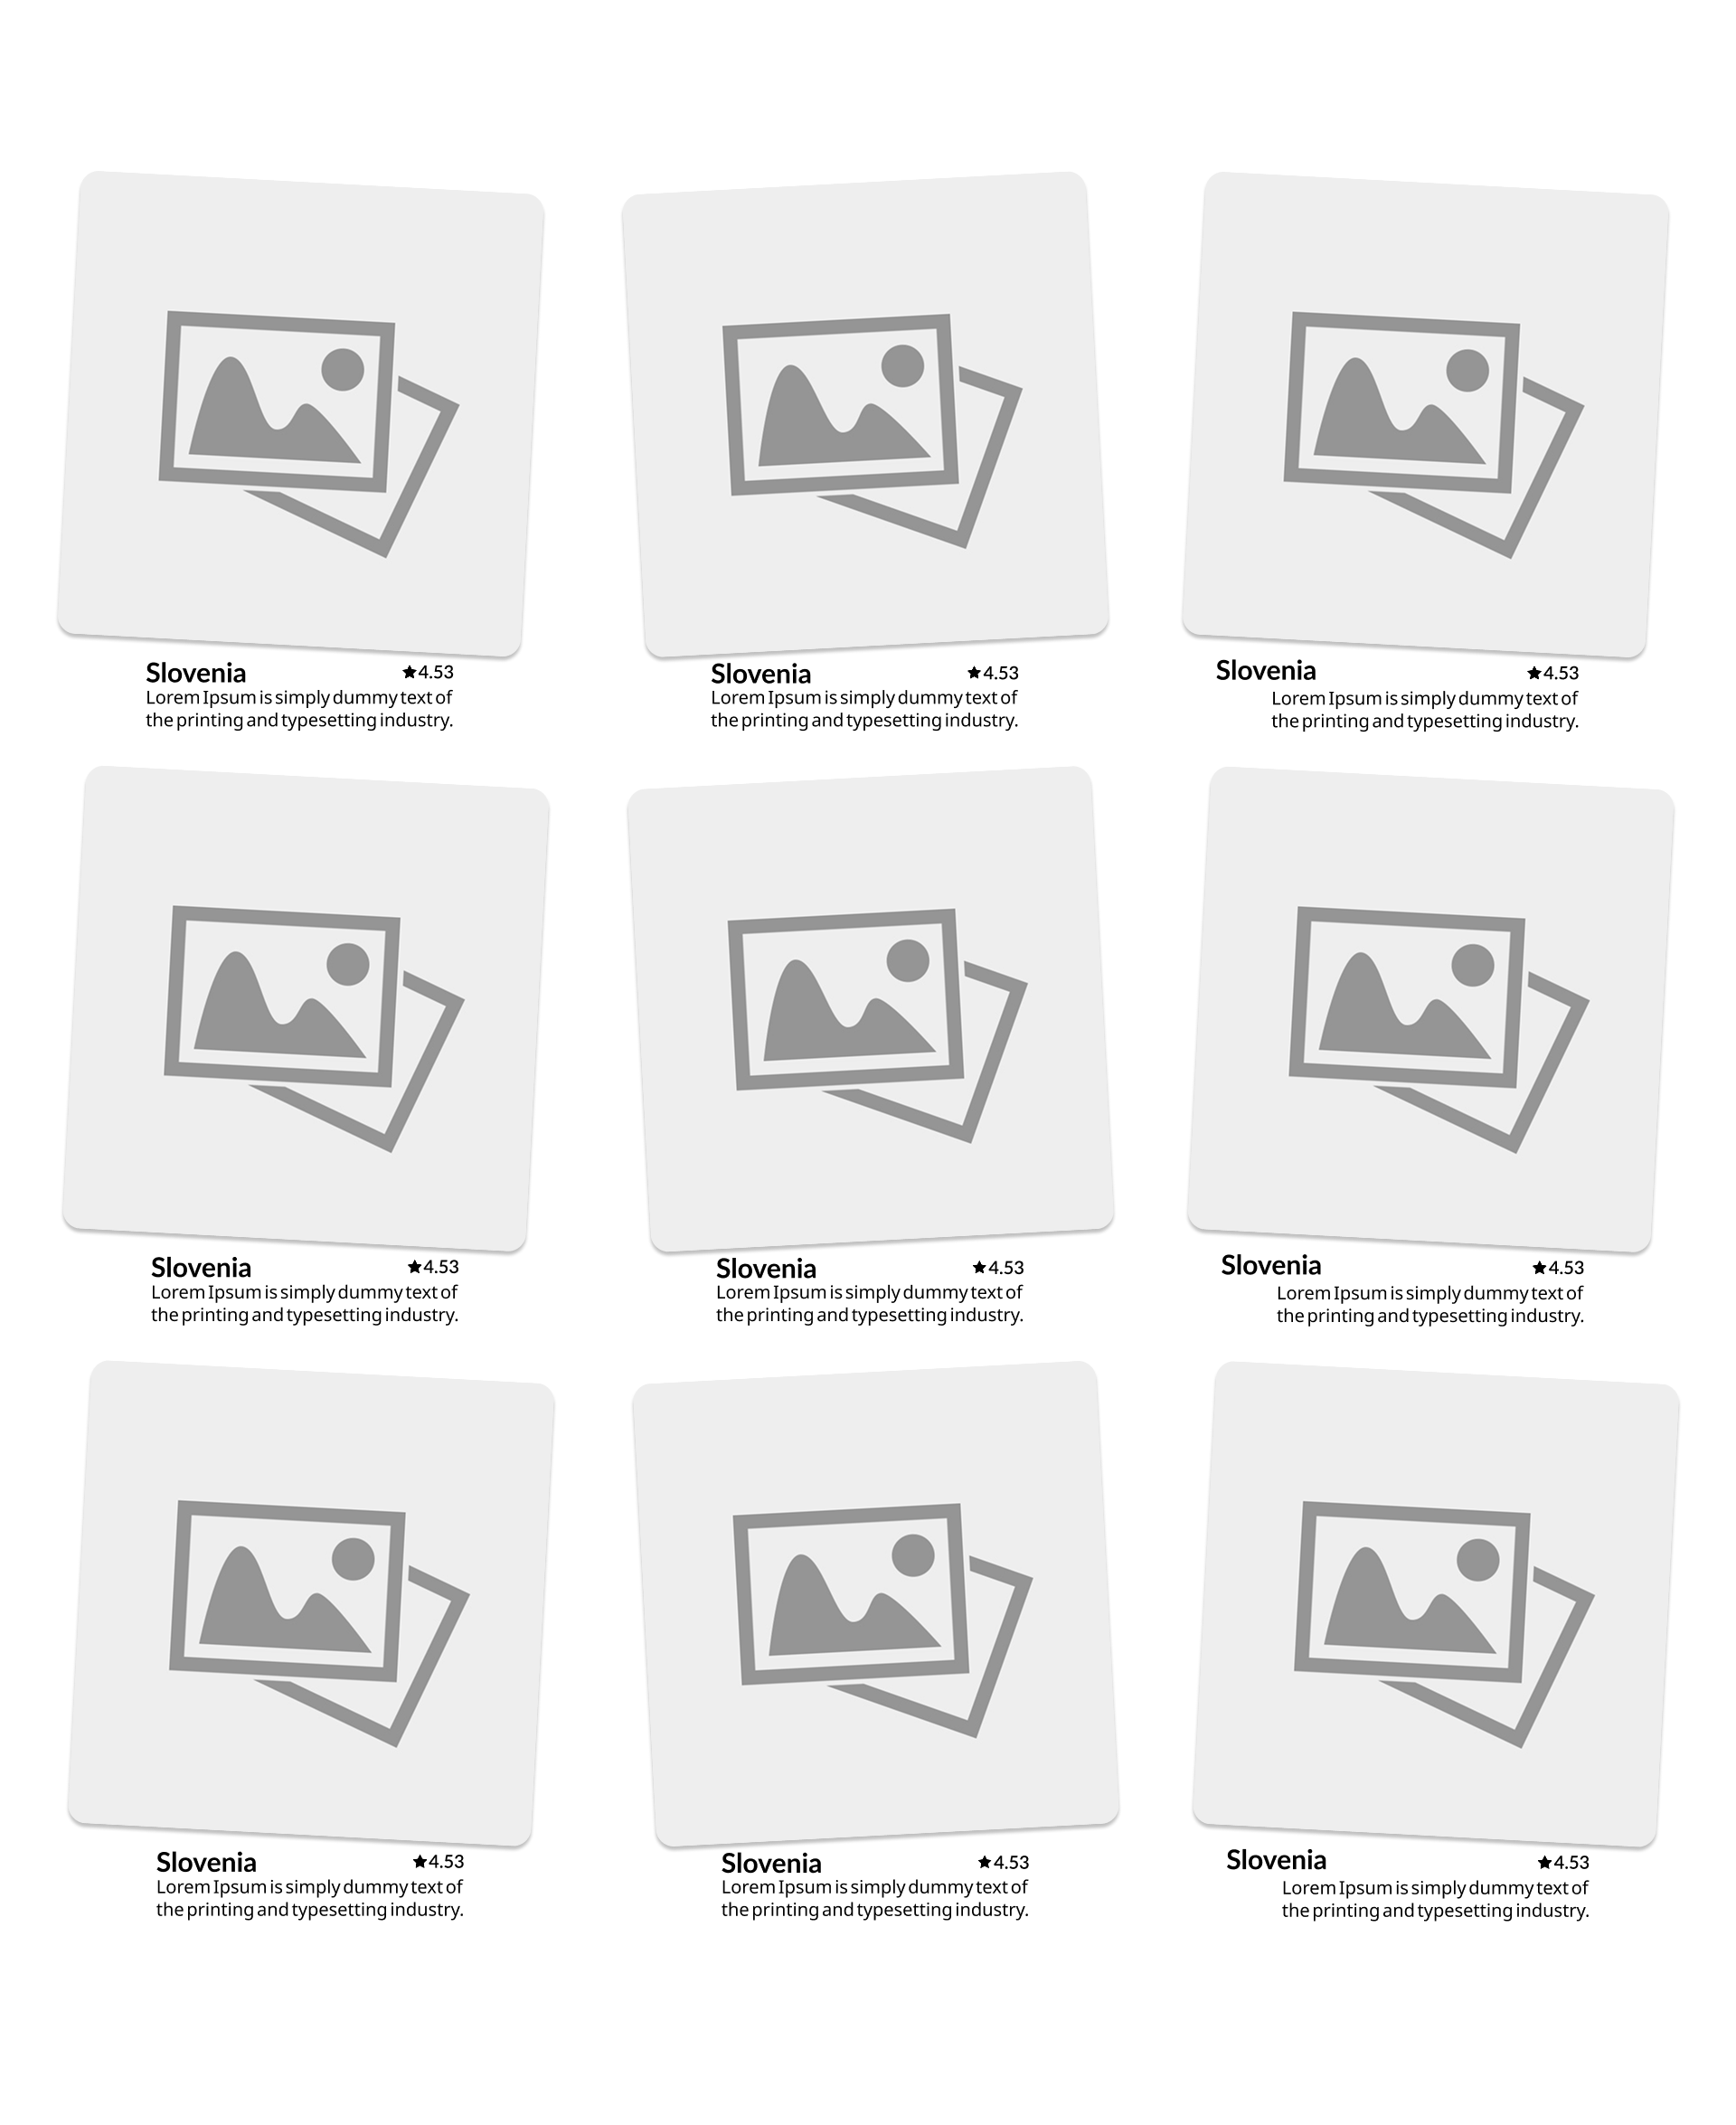 Slovenia ★4.53
Lorem Ipsum is simply dummy text of
the printing and typesetting industry.
Slovenia ★4.53
Lorem Ipsum is simply dummy text of
the printing and typesetting industry.
Slovenia ★4.53
Lorem Ipsum is simply dummy text of
the printing and typesetting industry.
Slovenia ★4.53
Lorem Ipsum is simply dummy text of
the printing and typesetting industry.
Slovenia ★4.53
Lorem Ipsum is simply dummy text of
the printing and typesetting industry.
Slovenia ★4.53
Lorem Ipsum is simply dummy text of
the printing and typesetting industry.
Slovenia ★4.53
Lorem Ipsum is simply dummy text of
the printing and typesetting industry.
Slovenia ★4.53
Lorem Ipsum is simply dummy text of
the printing and typesetting industry.
Slovenia ★4.53
Lorem Ipsum is simply dummy text of
the printing and typesetting industry.